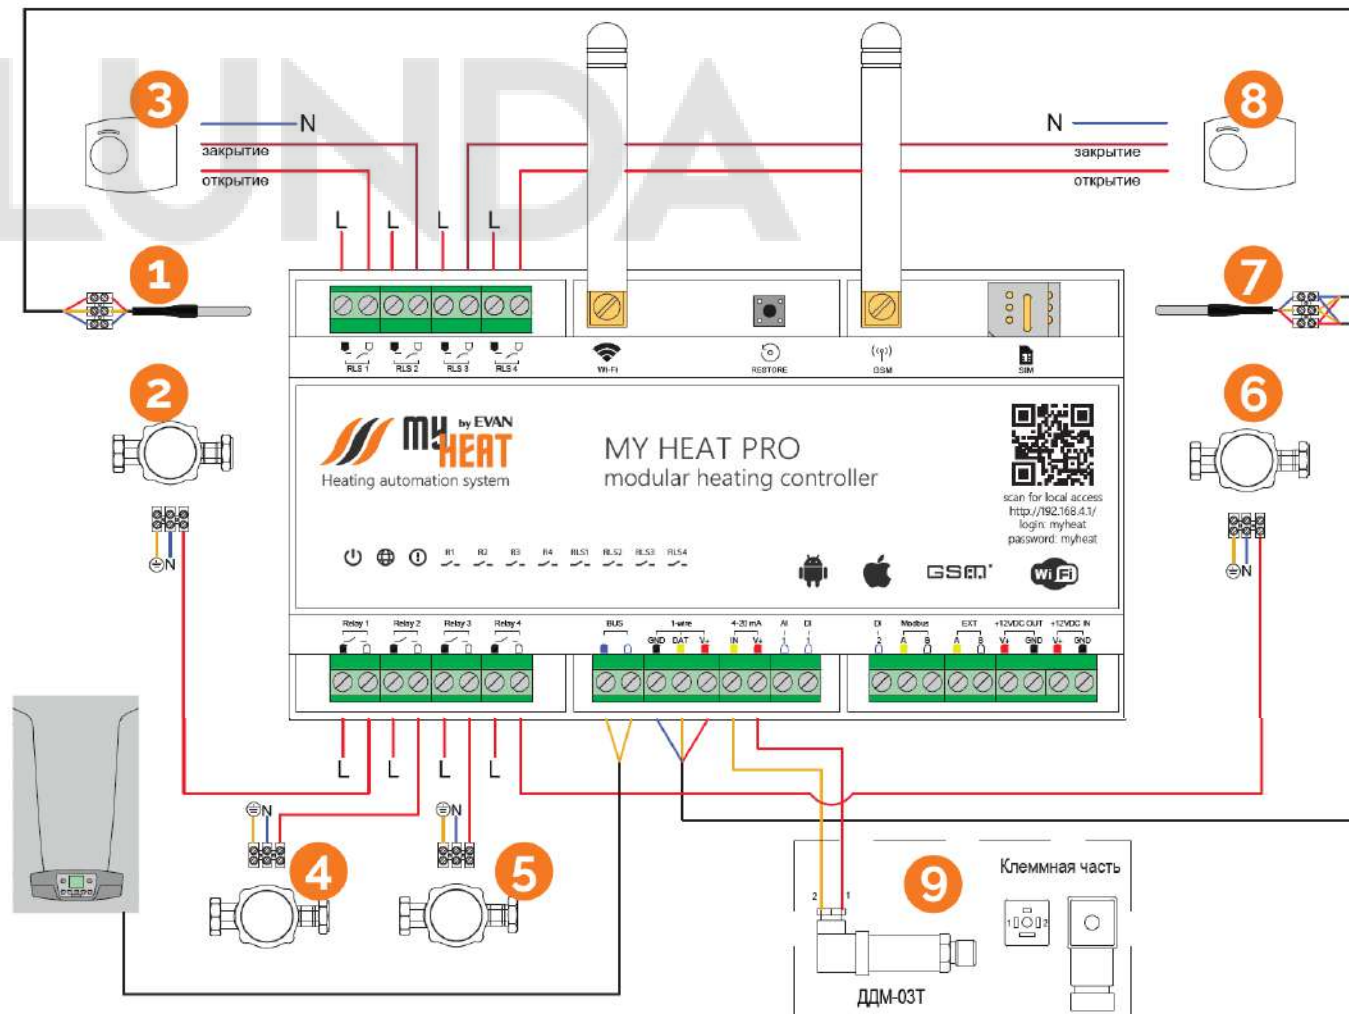 LUNDA
3
8
N
N
закрытие
закрытие
открытие
открытие
L L L L
1
7
RLS 1 RLS 2 RLS 3 RLS 4
Wi-Fi
RESTORE
GSM
SIM
2
6
MY HEAT by EVAN
Heating automation system
MY HEAT PRO
modular heating controller
scan for local access
http://192.168.4.1/
login: myheat
password: myheat
N
N
R1 R2 R3 R4 RLS1 RLS2 RLS3 RLS4
GSM
Wi Fi
Relay 1 Relay 2 Relay 3 Relay 4
BUS 1-wire 4-20 mA AI DI
GND DAT V+ IN V+ 1 1
DI Modbus EXT +12VDC OUT +12VDC IN
2 A B A B V+ GND V+ GND
L L L L
N
N
4
5
9
Клеммная часть
2 1
1 2
ДДМ-03Т